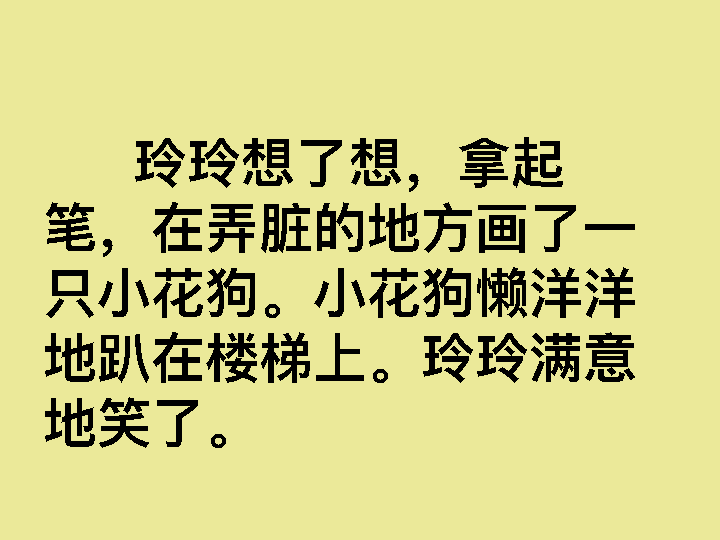 玲玲想了想，拿起
笔，在弄脏的地方画了一
只小花狗。小花狗懒洋洋
地趴在楼梯上。玲玲满意
地笑了。